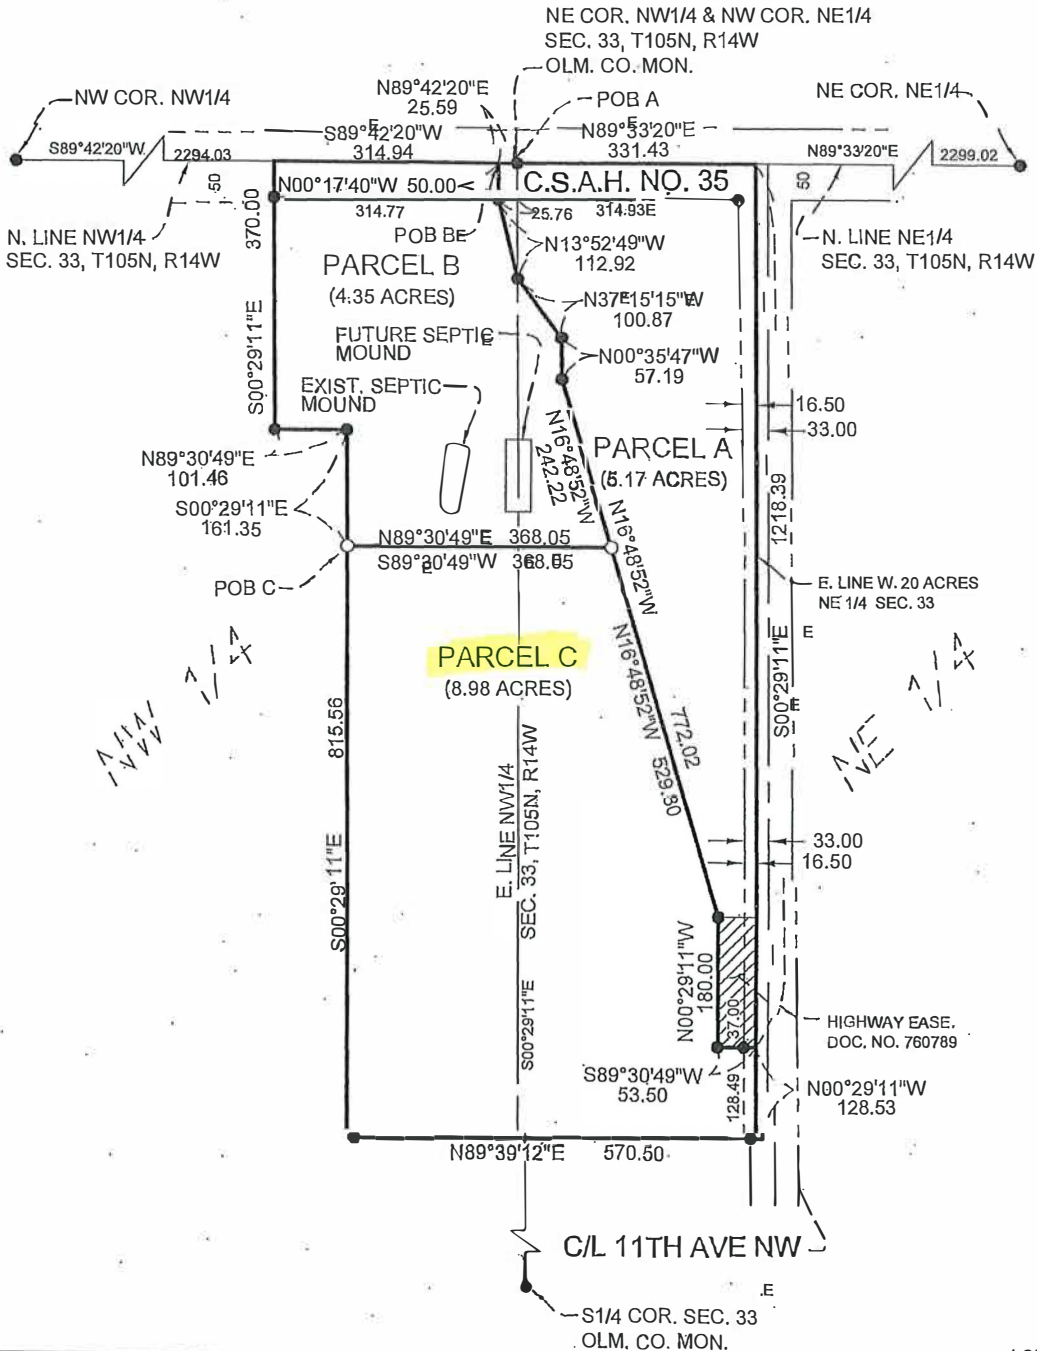 NE COR. NW1/4 & NW COR. NE1/4
SEC. 33, T105N, R14W
OLM. CO. MON.
N89°42'20"E
25.59
NW COR. NW1/4
POB A
NE COR. NE1/4
E
S89°42'20"W
314.94
E
N89°33'20"E
331.43
S89°42'20"W
2294.03
N89°33'20"E
2299.02
50
50
N00°17'40"W 50.00
C.S.A.H. NO. 35
314.77
25.76
314.93E
370.00
POB BE
N13°52'49"W
112.92
N. LINE NW1/4
SEC. 33, T105N, R14W
N. LINE NE1/4
SEC. 33, T105N, R14W
PARCEL B
(4.35 ACRES)
N37°15'15"W
E
100.87
FUTURE SEPTIC
MOUND
E
N00°35'47"W
57.19
S00°29'11"E
EXIST. SEPTIC
MOUND
16.50
33.00
N16°48'52"W
242.22
PARCEL A
(5.17 ACRES)
N89°30'49"E
101.46
S00°29'11"E
161.35
1218.39
N89°30'49"E 368.05
S89°30'49"W 368.05
E
E E
N16°48'52"W
POB C
E. LINE W. 20 ACRES
NE 1/4 SEC. 33
S00°29'11"E
E
E
PARCEL C
(8.98 ACRES)
NW 1/4
NE 1/4
N16°48'52"W
772.02
529.80
815.56
S00°29'11"E
E. LINE NW1/4
SEC. 33, T105N, R14W
33.00
16.50
N00°29'11"W
180.00
37.00
S00°29'11"E
HIGHWAY EASE.
DOC. NO. 760789
S89°30'49"W
53.50
128.49
N00°29'11"W
128.53
N89°39'12"E 570.50
C/L 11TH AVE NW
E
S1/4 COR. SEC. 33
OLM. CO. MON.